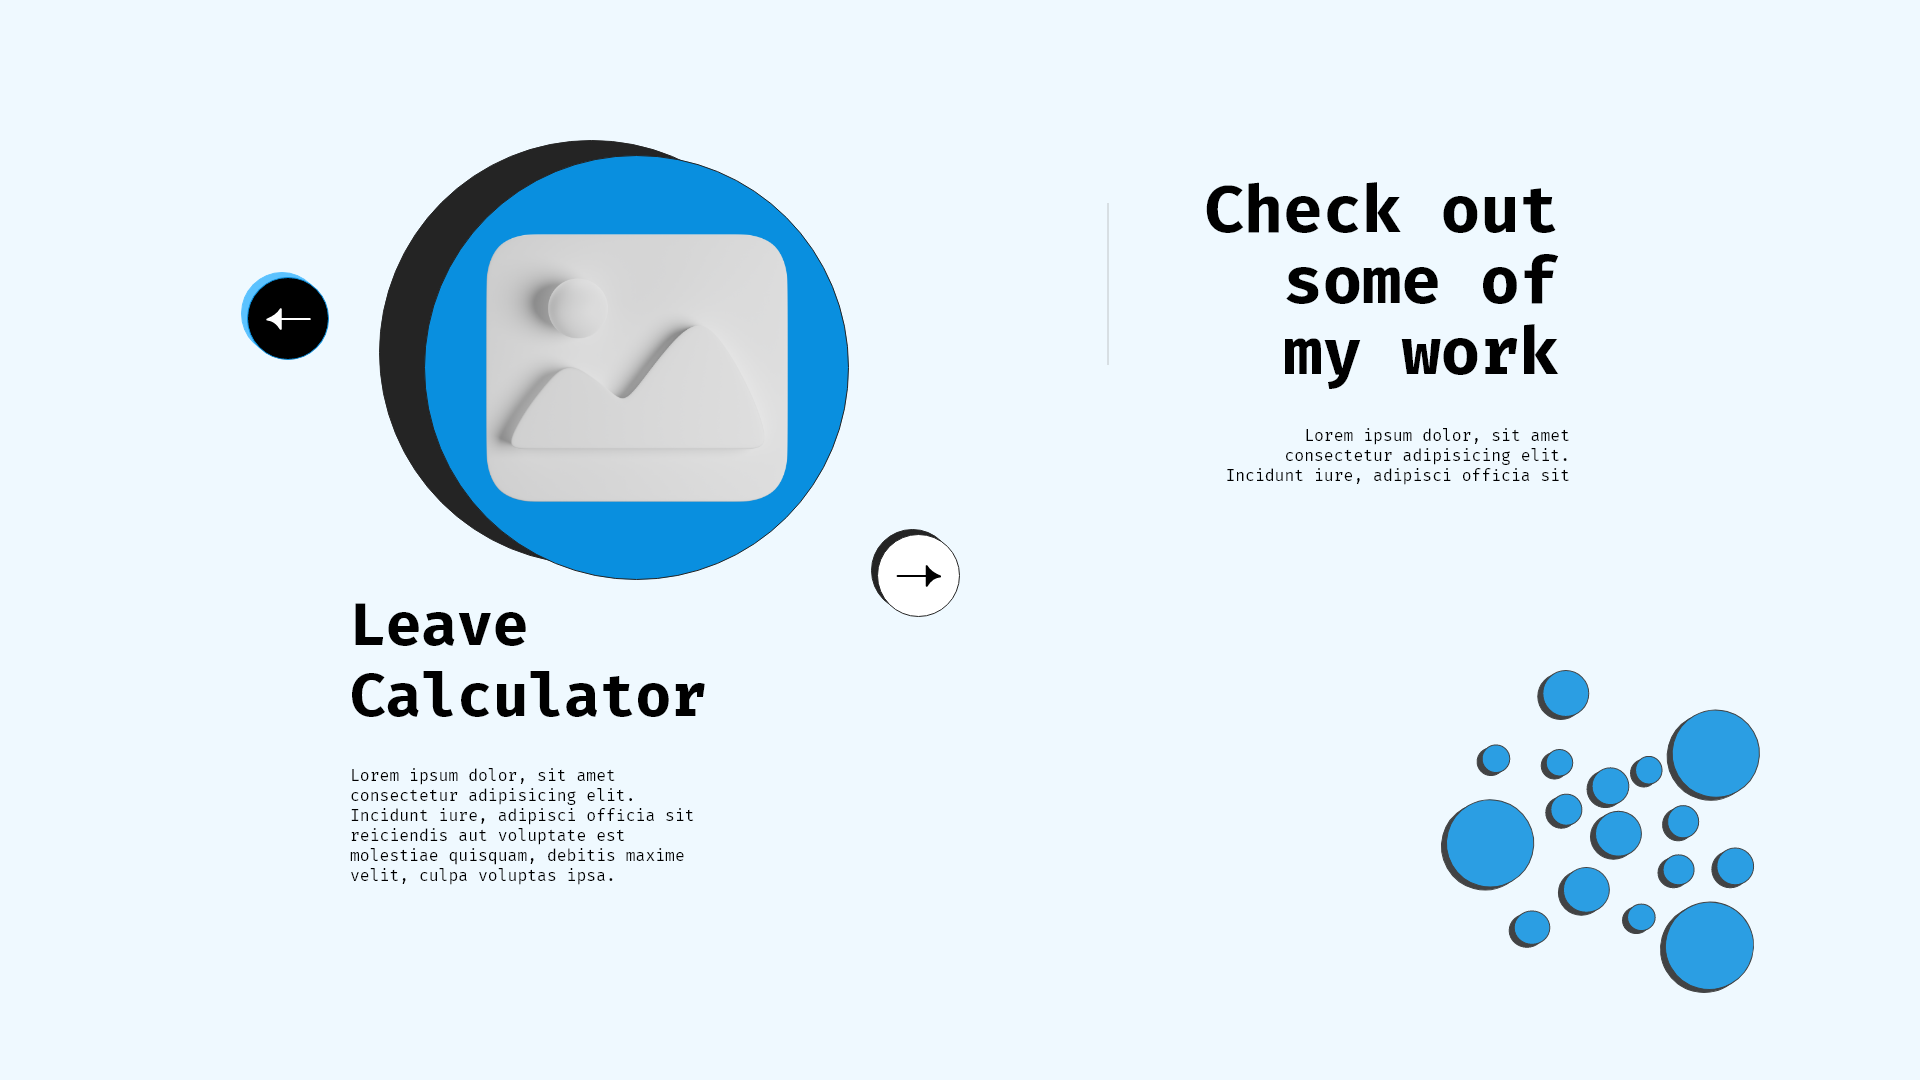 Check out
some of
my work
Lorem ipsum dolor, sit amet
consectetur adipisicing elit.
Incidunt iure, adipisci officia sit
Leave
Calculator
Lorem ipsum dolor, sit amet
consectetur adipisicing elit.
Incidunt iure, adipisci officia sit
reiciendis aut voluptate est
molestiae quisquam, debitis maxime
velit, culpa voluptas ipsa.